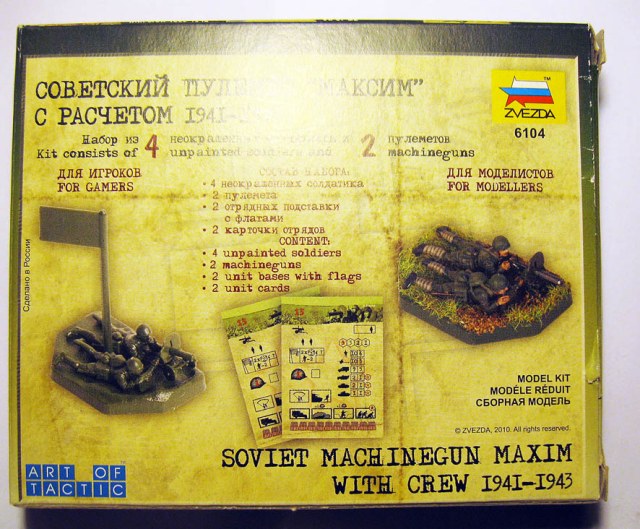 СОВЕТСКИЙ "МАКСИМ"
С РАСЧЕТОМ
ZVEZDA
6104
Набор из 4 2 пулеметов
Kit consists of unpainted soldiers and machineguns
ДЛЯ ИГРОКОВ
FOR GAMERS
СОСТАВ НАБОРА:
• 4 неокрашенных солдатика
• 2 пулемета
• 2 отрядных подставки
с флагами
• 2 карточки отрядов
CONTENT:
• 4 unpainted soldiers
• 2 machineguns
• 2 unit bases with flags
• 2 unit cards
ДЛЯ МОДЕЛИСТОВ
FOR MODELLERS
Сделано в России
MODEL KIT
MODÈLE RÉDUIT
СБОРНАЯ МОДЕЛЬ
© ZVEZDA, 2010. All rights reserved.
ART OF
TACTIC
SOVIET MACHINEGUN MAXIM
WITH CREW 1941-1943